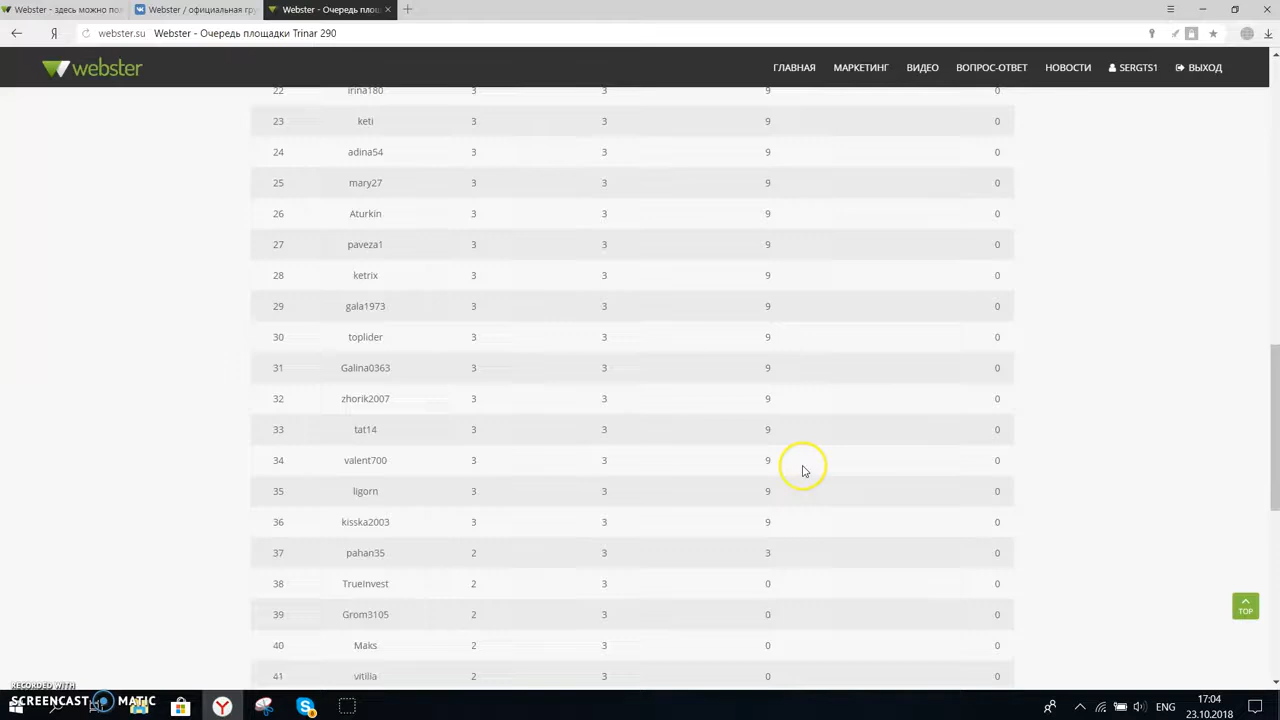 Webster - здесь можно пол
Webster / официальная гру
Webster - Очередь площ
webster.su Webster - Очередь площадки Trinar 290
webster
ГЛАВНАЯ МАРКЕТИНГ ВИДЕО ВОПРОС-ОТВЕТ НОВОСТИ SERGTS1 ВЫХОД
22 irina180 3 3 9 0
23 keti 3 3 9 0
24 adina54 3 3 9 0
25 mary27 3 3 9 0
26 Aturkin 3 3 9 0
27 paveza1 3 3 9 0
28 ketrix 3 3 9 0
29 gala1973 3 3 9 0
30 toplider 3 3 9 0
31 Galina0363 3 3 9 0
32 zhorik2007 3 3 9 0
33 tat14 3 3 9 0
34 valent700 3 3 9 0
35 ligorn 3 3 9 0
36 kisska2003 3 3 9 0
37 pahan35 2 3 3 0
38 TrueInvest 2 3 0 0
39 Grom3105 2 3 0 0
40 Maks 2 3 0 0
41 vitilia 2 3 0 0
TOP
RECORDED WITH
SCREENCAST MATIC
ENG
17:04
23.10.2018